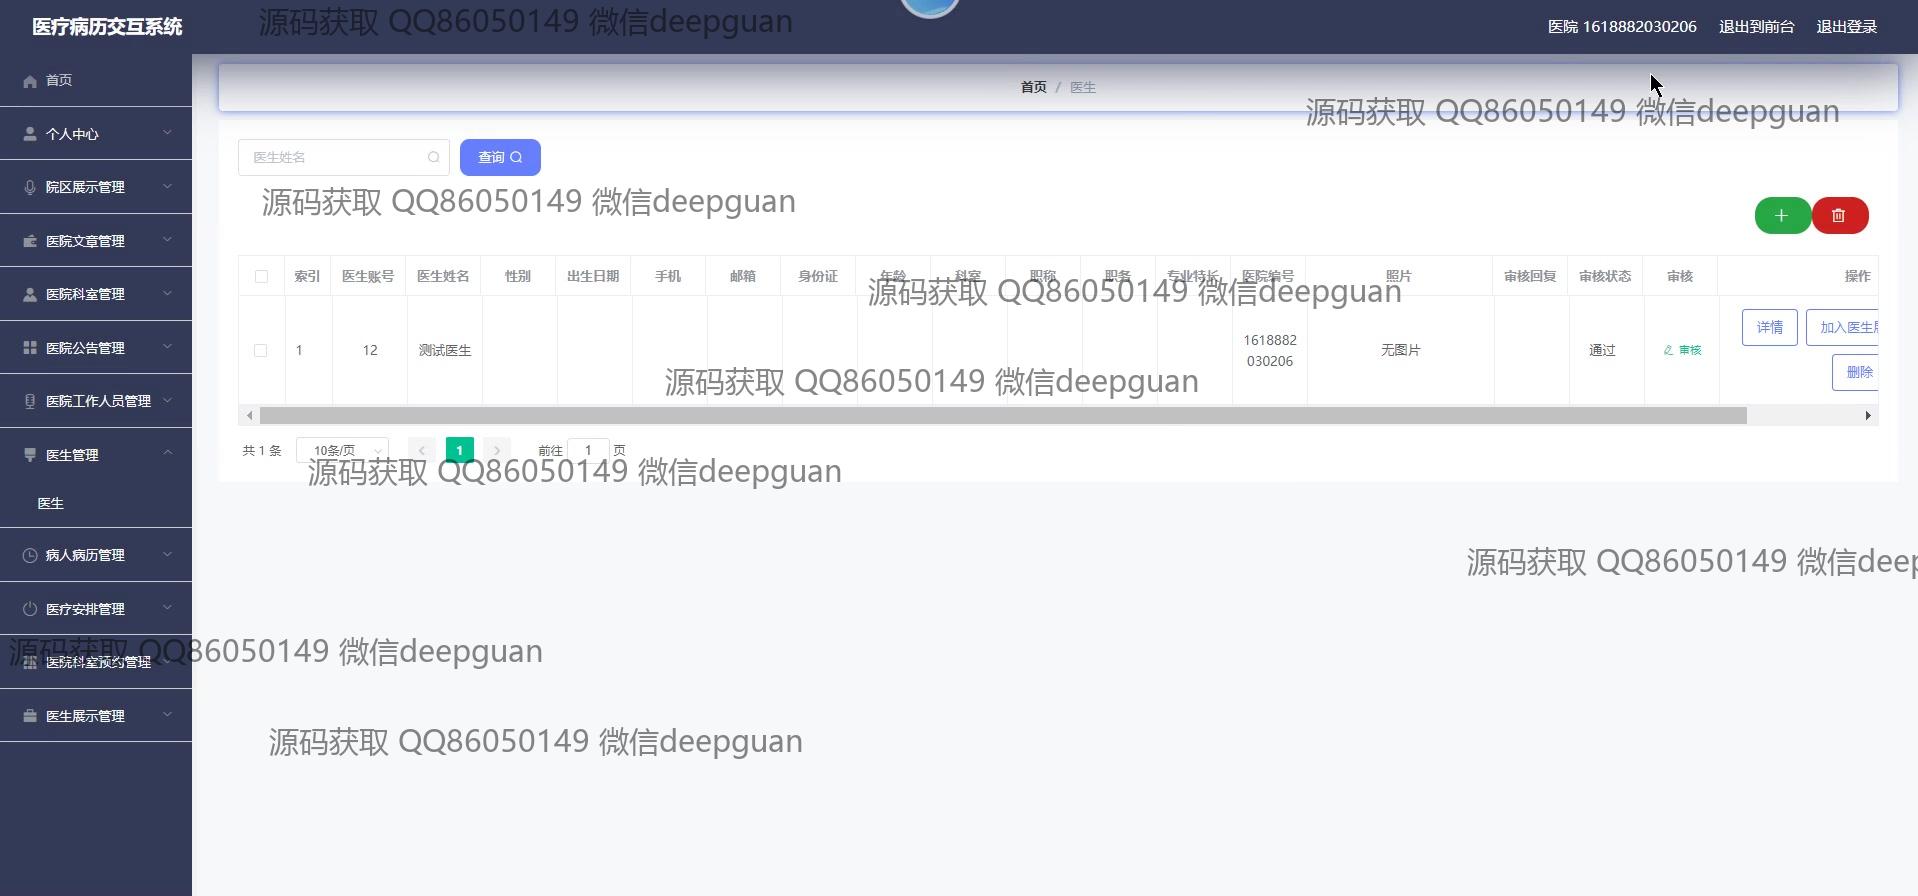 医疗病历交互系统
源码获取 QQ86050149 微信deepguan
医院 1618882030206 退出到前台 退出登录
首页
首页 / 医生
源码获取 QQ86050149 微信deepguan
个人中心
医生姓名 查询
院区展示管理
源码获取 QQ86050149 微信deepguan
医院文章管理
索引 医生账号 医生姓名 性别 出生日期 手机 邮箱 身份证 年龄 科室 职称 职务 专业特长 医院编号 照片 审核回复 审核状态 审核 操作
源码获取 QQ86050149 微信deepguan
医院科室管理
详情 加入医生
1 12 测试医生 1618882030206 无图片 通过 审核
医院公告管理
删除
源码获取 QQ86050149 微信deepguan
医院工作人员管理
共 1 条 10条/页 < 1 > 前往 1 页
医生管理
源码获取 QQ86050149 微信deepguan
医生
病人病历管理
源码获取 QQ86050149 微信deep
医疗安排管理
源码获取 QQ86050149 微信deepguan
医院科室预约管理
医生展示管理
源码获取 QQ86050149 微信deepguan